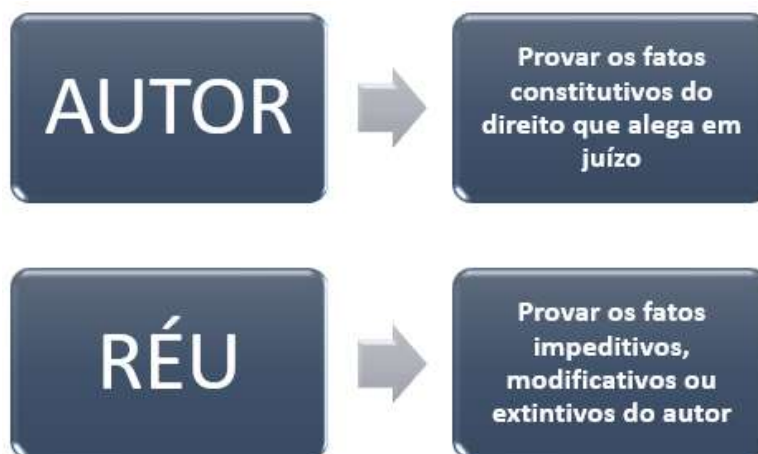 AUTOR
Provar os fatos
constitutivos do
direito que alega em
juízo
RÉU
Provar os fatos
impeditivos,
modificativos ou
extintivos do autor